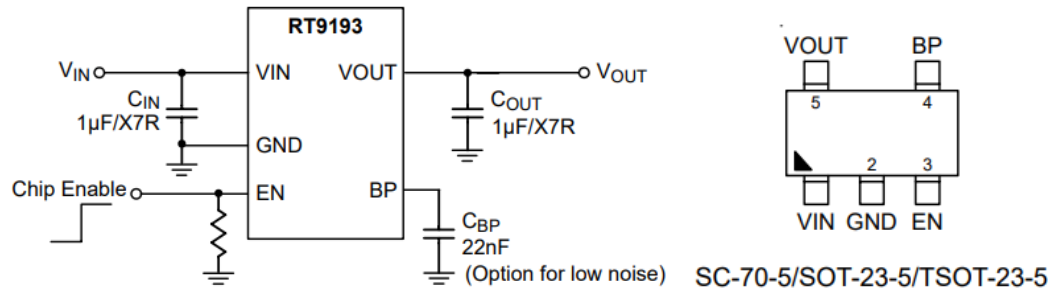 RT9193
VIN
VIN
VOUT
VOUT
CIN
1µF/X7R
COUT
1µF/X7R
GND
Chip Enable
EN
BP
CBP
22nF
(Option for low noise)
VOUT
BP
5
4
2
3
VIN GND EN
SC-70-5/SOT-23-5/TSOT-23-5